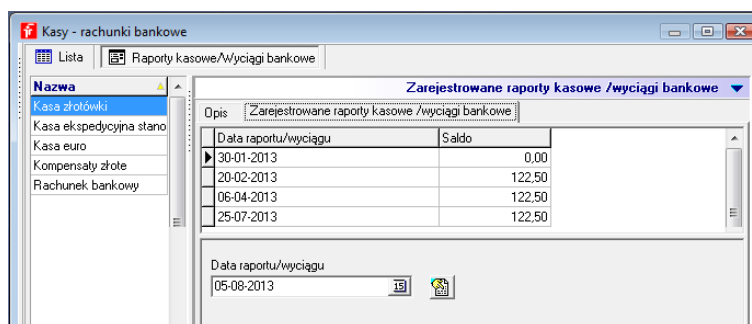 Kasy - rachunki bankowe
Lista
Raporty kasowe/Wyciągi bankowe
Nazwa
Kasa złotówki
Kasa ekspedycyjna stano
Kasa euro
Kompensaty złote
Rachunek bankowy
Zarejestrowane raporty kasowe /wyciągi bankowe
Opis
Zarejestrowane raporty kasowe /wyciągi bankowe
Data raportu/wyciągu Saldo
30-01-2013 0,00
20-02-2013 122,50
06-04-2013 122,50
25-07-2013 122,50
Data raportu/wyciągu
05-08-2013 15